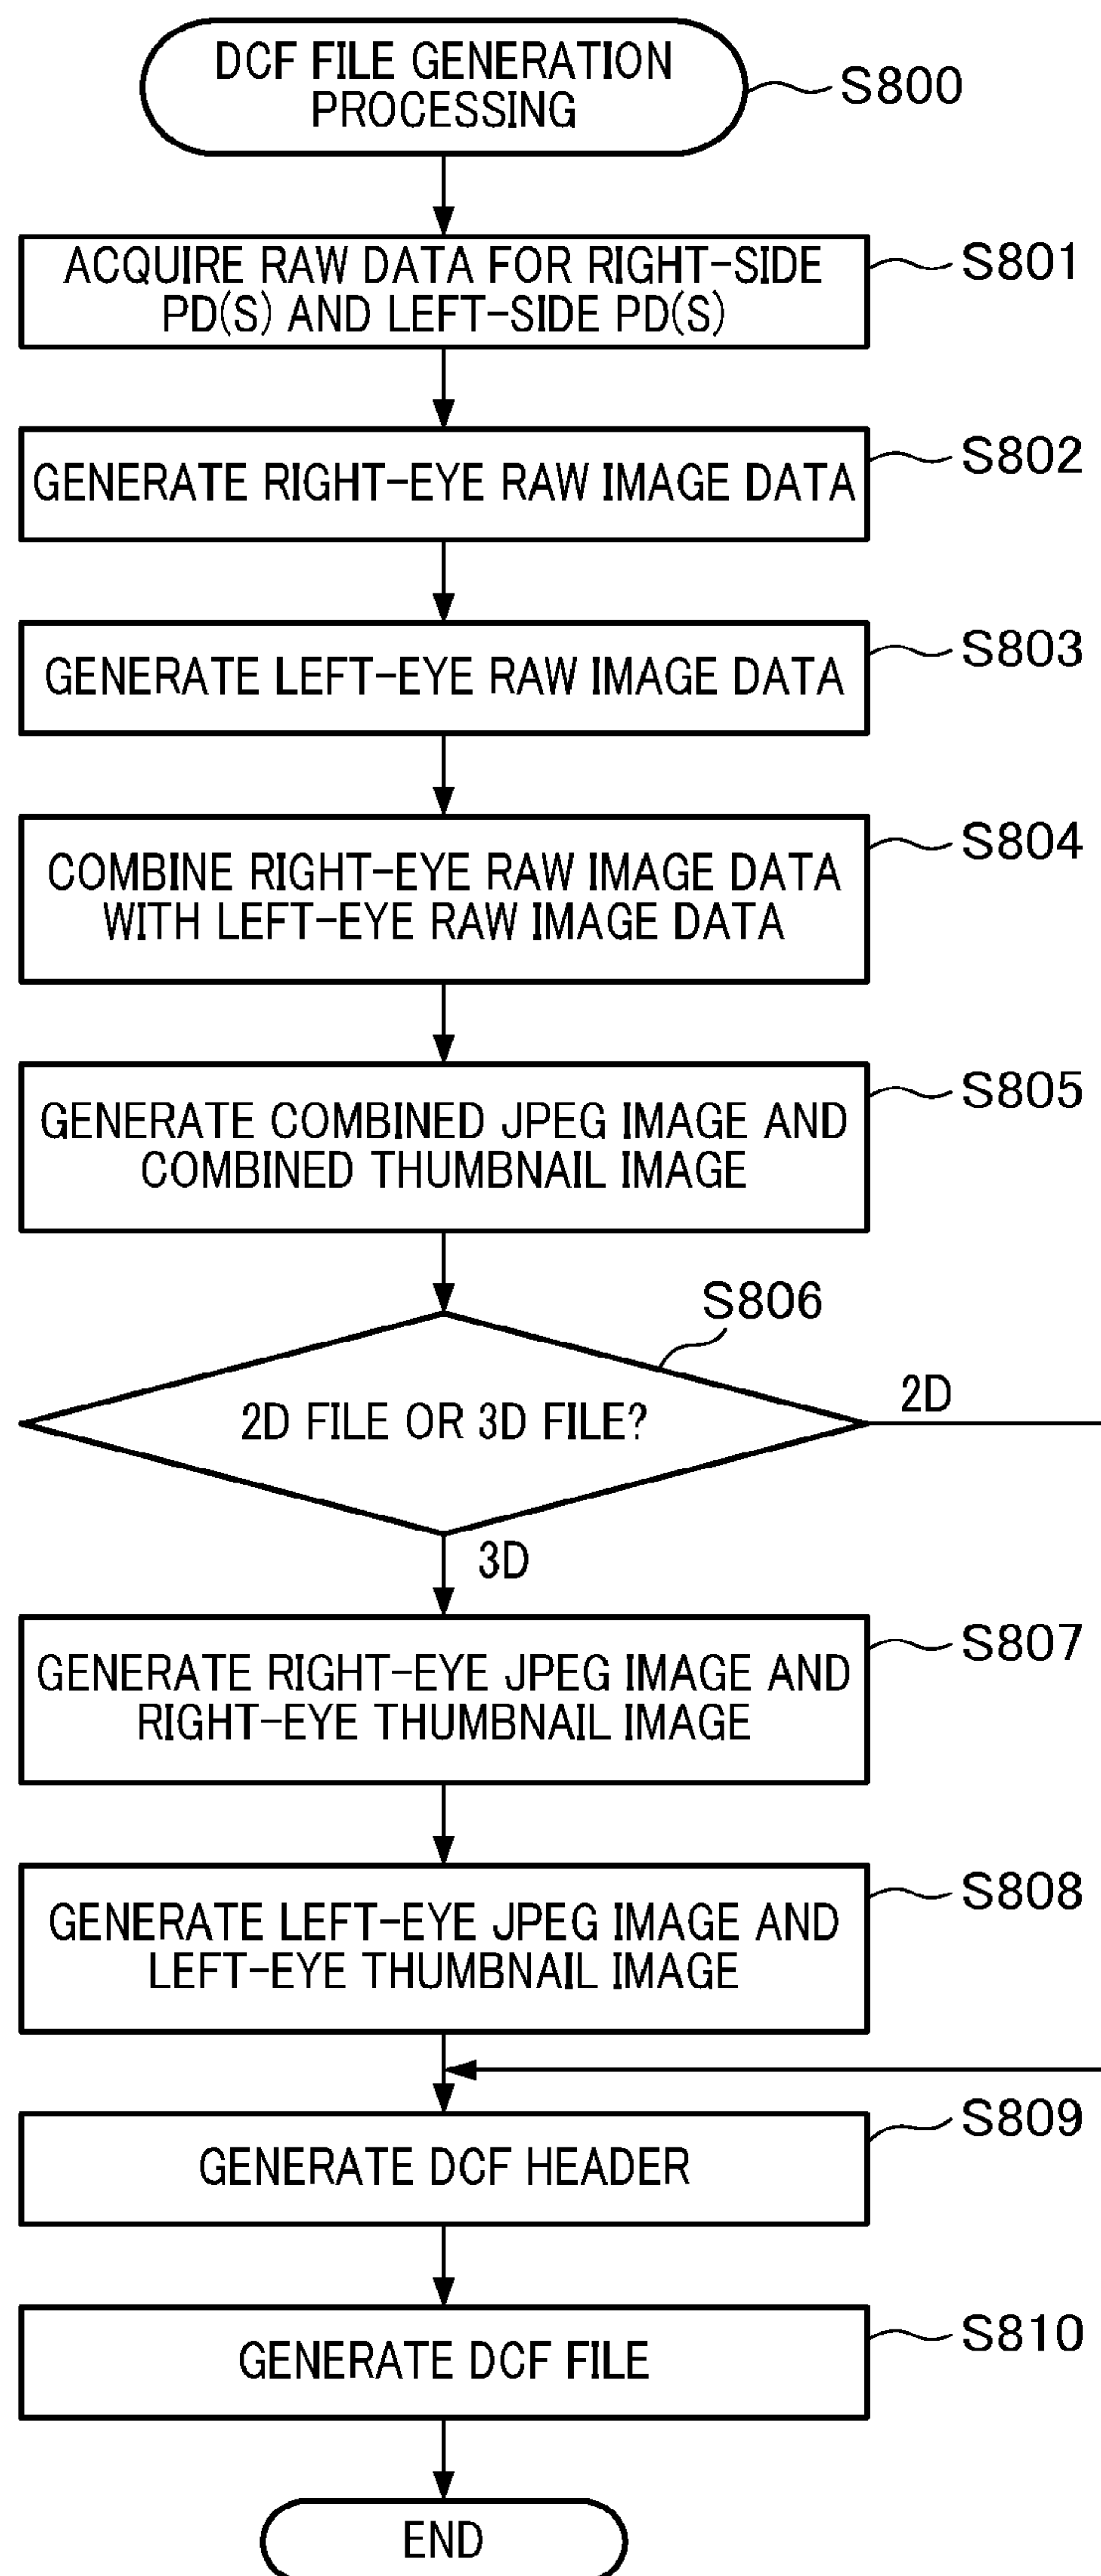 DCF FILE GENERATION
PROCESSING
S800
ACQUIRE RAW DATA FOR RIGHT-SIDE
PD(S) AND LEFT-SIDE PD(S)
S801
GENERATE RIGHT-EYE RAW IMAGE DATA
S802
GENERATE LEFT-EYE RAW IMAGE DATA
S803
COMBINE RIGHT-EYE RAW IMAGE DATA
WITH LEFT-EYE RAW IMAGE DATA
S804
GENERATE COMBINED JPEG IMAGE AND
COMBINED THUMBNAIL IMAGE
S805
S806
2D FILE OR 3D FILE?
2D
3D
GENERATE RIGHT-EYE JPEG IMAGE AND
RIGHT-EYE THUMBNAIL IMAGE
S807
GENERATE LEFT-EYE JPEG IMAGE AND
LEFT-EYE THUMBNAIL IMAGE
S808
GENERATE DCF HEADER
S809
GENERATE DCF FILE
S810
END